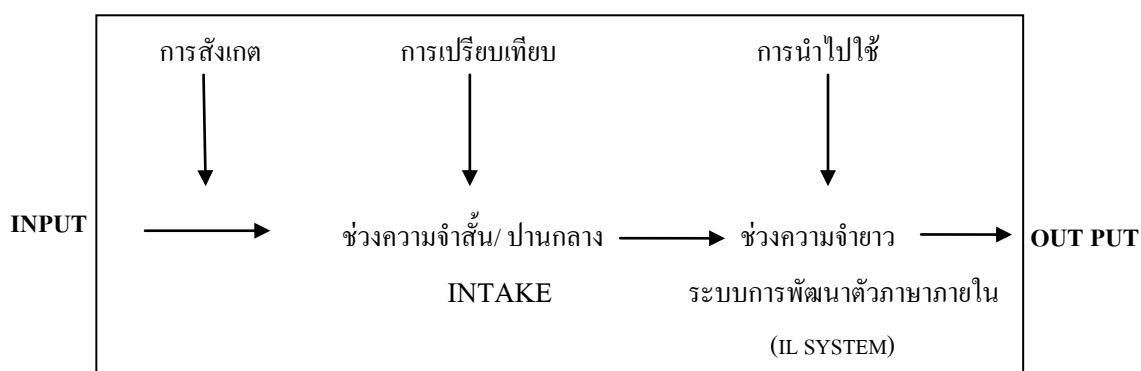 การสังเกต การเปรียบเทียบ การนำไปใช้
INPUT ช่วงความจำสั้น/ ปานกลาง ช่วงความจำยาว OUT PUT
INTAKE ระบบการพัฒนาตัวภาษาภายใน
(IL SYSTEM)